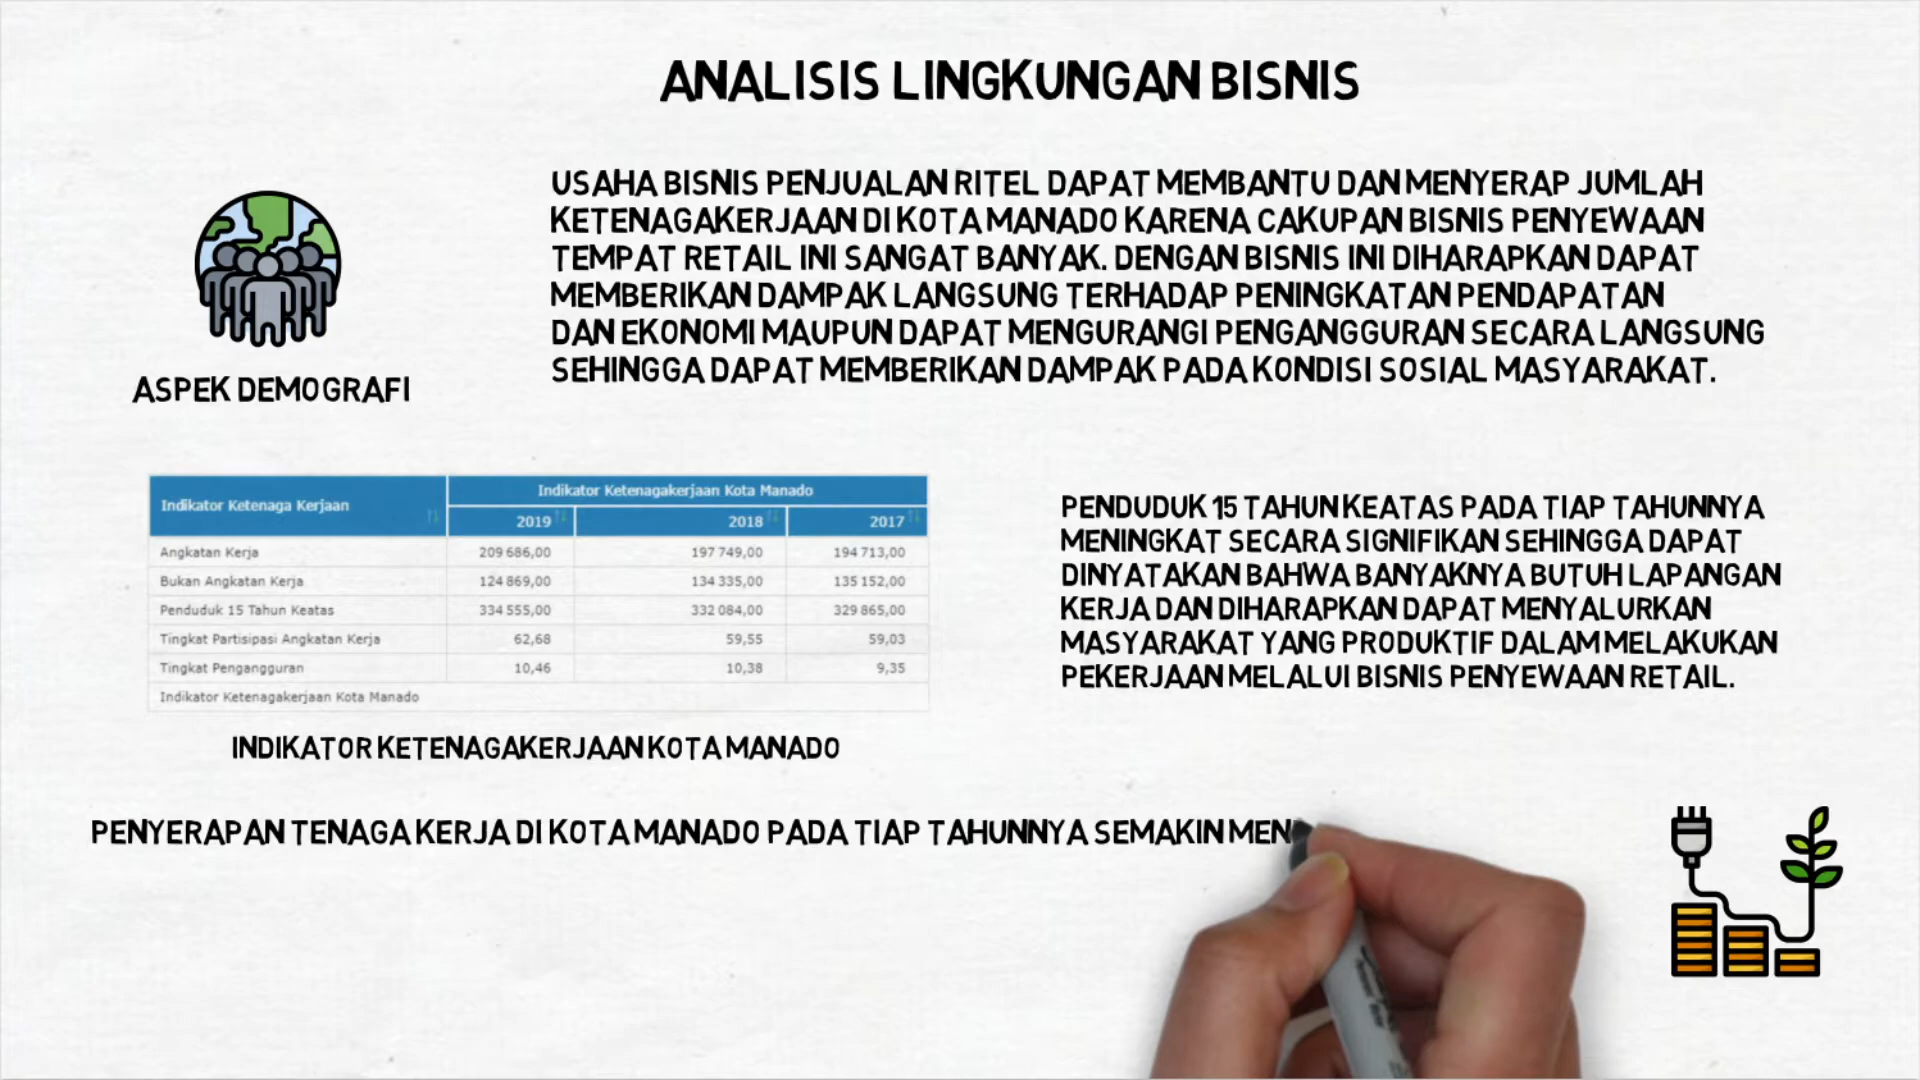 ANALISIS LINGKUNGAN BISNIS
USAHA BISNIS PENJUALAN RITEL DAPAT MEMBANTU DAN MENYERAP JUMLAH
KETENAGAKERJAAN DI KOTA MANADO KARENA CAKUPAN BISNIS PENYEWAAN
TEMPAT RETAIL INI SANGAT BANYAK. DENGAN BISNIS INI DIHARAPKAN DAPAT
MEMBERIKAN DAMPAK LANGSUNG TERHADAP PENINGKATAN PENDAPATAN
DAN EKONOMI MAUPUN DAPAT MENGURANGI PENGANGGURAN SECARA LANGSUNG
SEHINGGA DAPAT MEMBERIKAN DAMPAK PADA KONDISI SOSIAL MASYARAKAT.
ASPEK DEMOGRAFI
Indikator Ketenaga Kerjaan
Indikator Ketenagakerjaan Kota Manado
2019 2018 2017
Angkatan Kerja 209 686,00 197 749,00 194 713,00
Bukan Angkatan Kerja 124 869,00 134 335,00 135 152,00
Penduduk 15 Tahun Keatas 334 555,00 332 084,00 329 865,00
Tingkat Partisipasi Angkatan Kerja 62,68 59,55 59,03
Tingkat Pengangguran 10,46 10,38 9,35
Indikator Ketenagakerjaan Kota Manado
INDIKATOR KETENAGAKERJAAN KOTA MANADO
PENDUDUK 15 TAHUN KEATAS PADA TIAP TAHUNNYA
MENINGKAT SECARA SIGNIFIKAN SEHINGGA DAPAT
DINYATAKAN BAHWA BANYAKNYA BUTUH LAPANGAN
KERJA DAN DIHARAPKAN DAPAT MENYALURKAN
MASYARAKAT YANG PRODUKTIF DALAM MELAKUKAN
PEKERJAAN MELALUI BISNIS PENYEWAAN RETAIL.
PENYERAPAN TENAGA KERJA DI KOTA MANADO PADA TIAP TAHUNNYA SEMAKIN MEN